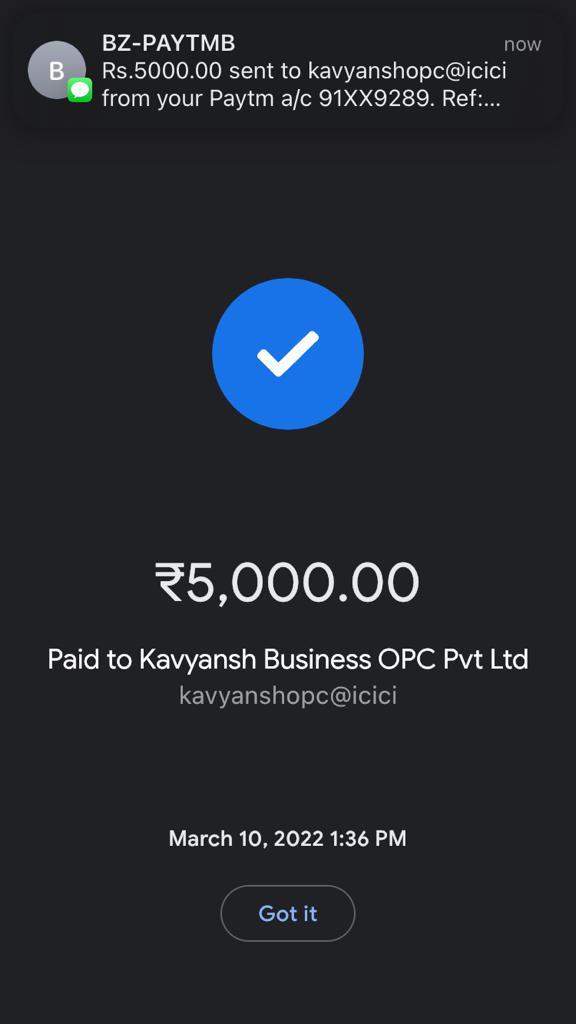 BZ-PAYTMB
now
B
Rs.5000.00 sent to kavyanshopc@icici
from your Paytm a/c 91XX9289. Ref:...
₹5,000.00
Paid to Kavyansh Business OPC Pvt Ltd
kavyanshopc@icici
March 10, 2022 1:36 PM
Got it